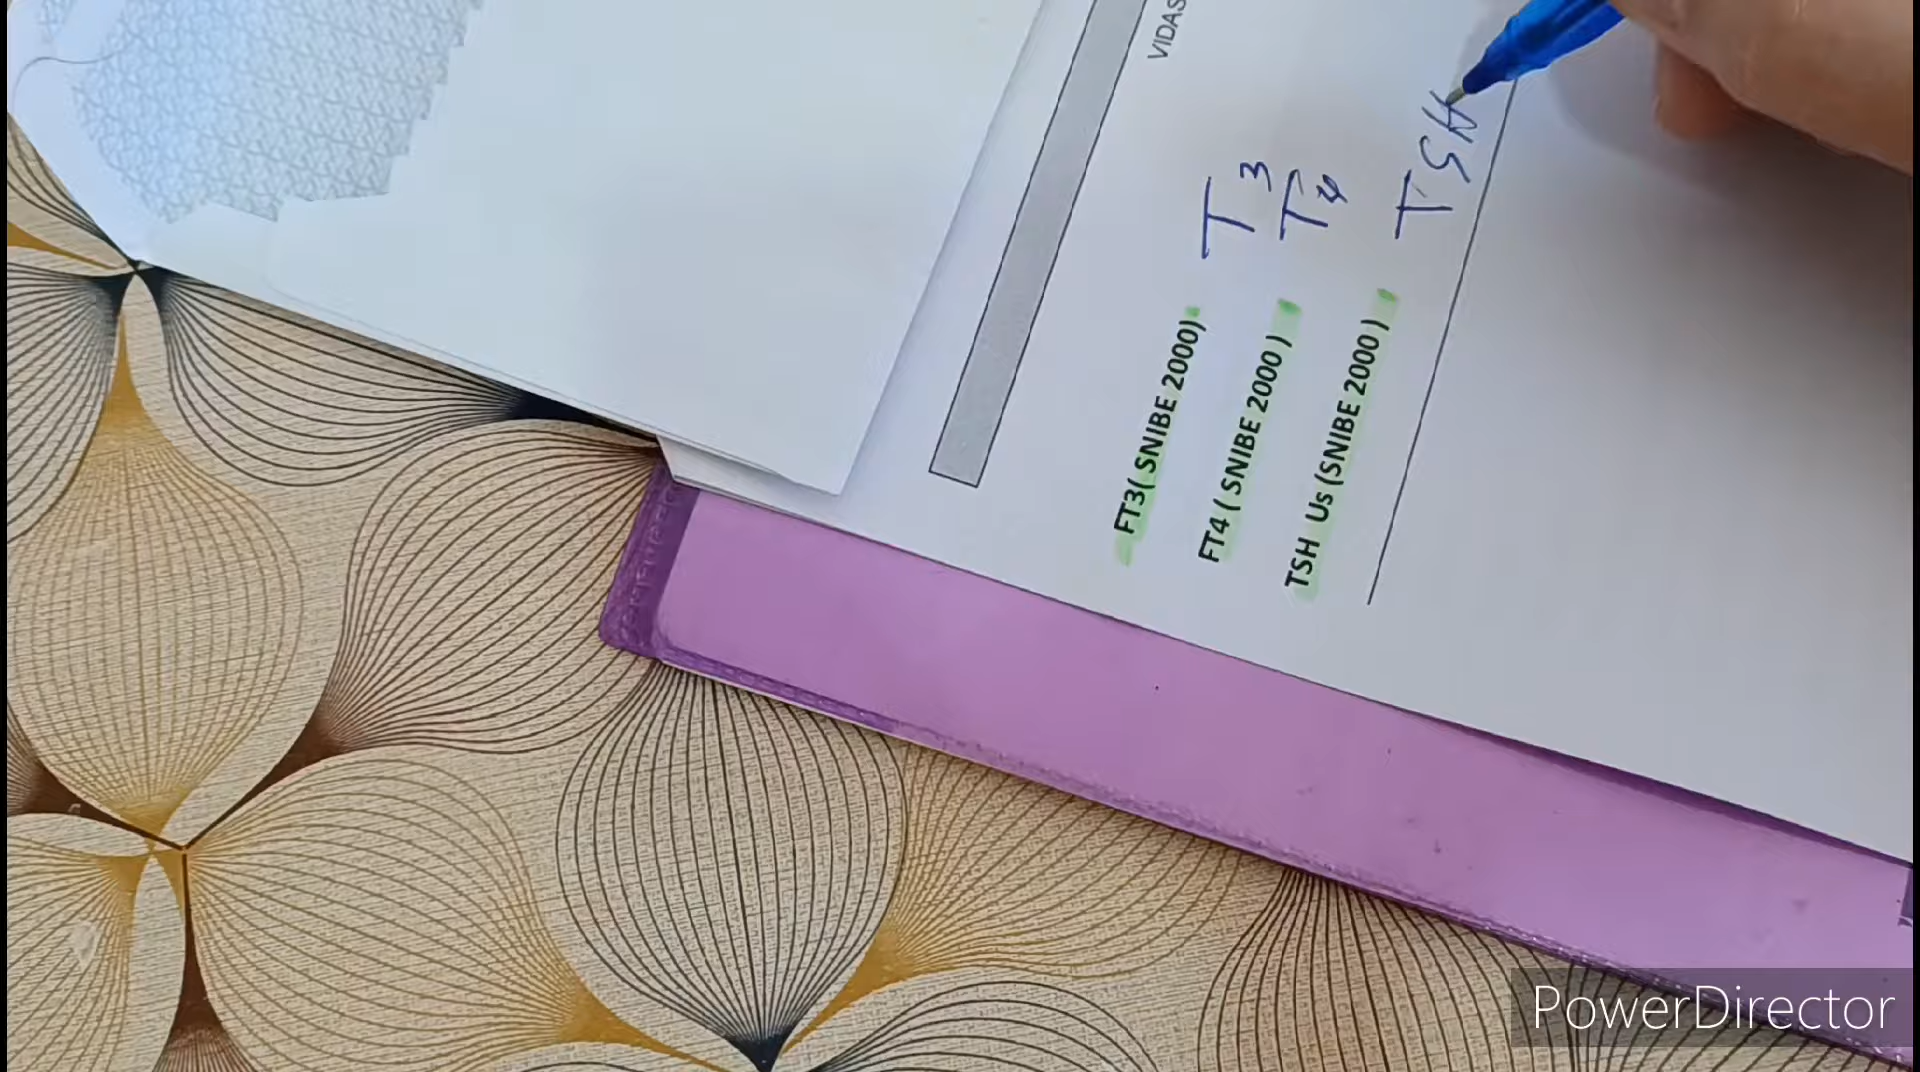 VIDAS
FT3( SNIBE 2000) T3
FT4 ( SNIBE 2000 ) T4
TSH Us (SNIBE 2000 ) TSH
PowerDirector